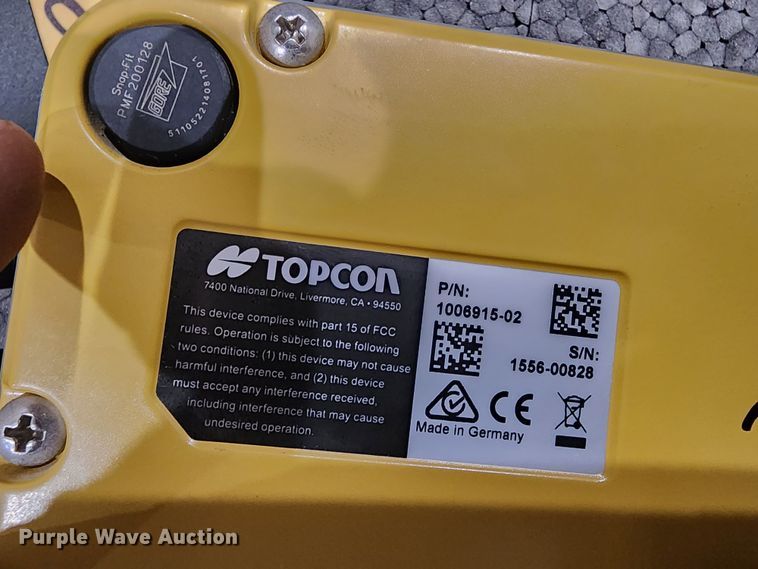 SnapFit
PMF200128
GORE
TOPCON
7400 National Drive, Livermore, CA • 94550
This device complies with part 15 of FCC
rules. Operation is subject to the following
two conditions: (1) this device may not cause
harmful interference, and (2) this device
must accept any interference received,
including interference that may cause
undesired operation.
P/N:
1006915-02
S/N:
1556-00828
CE
Made in Germany
Purple Wave Auction